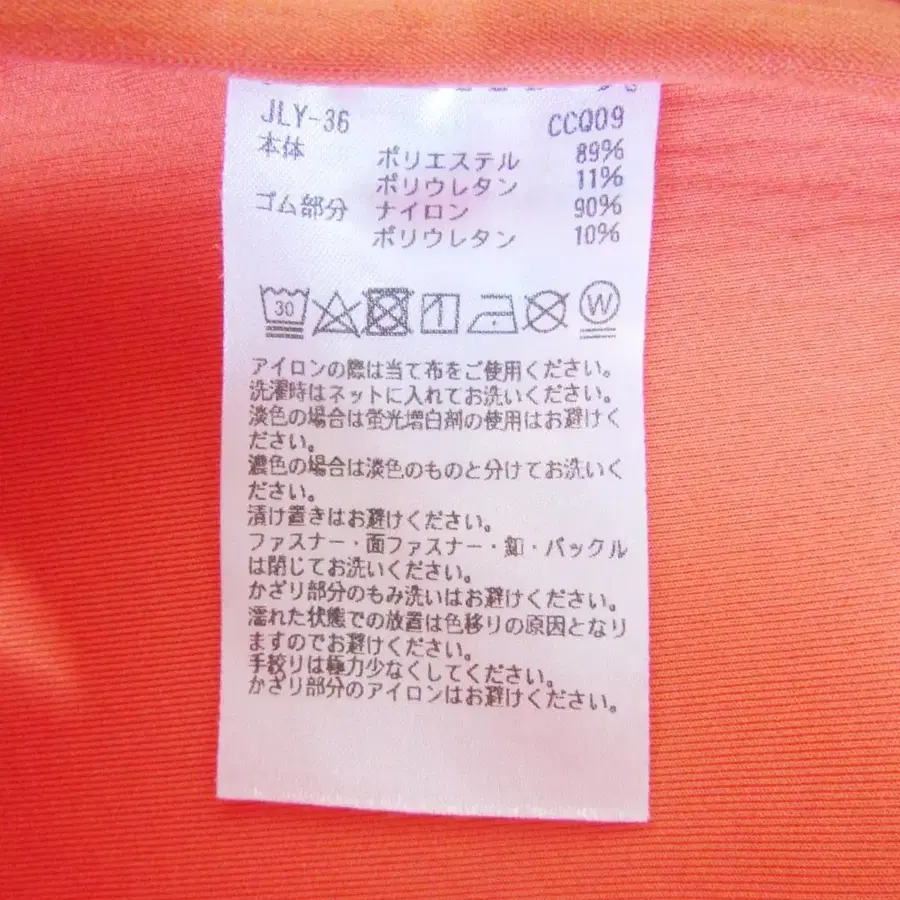 JLY-36 CCQ09
本体 ポリエステル 89%
ポリウレタン 11%
ゴム部分 ナイロン 90%
ポリウレタン 10%
30 W
アイロンの際は当て布をご使用ください。
洗濯時はネットに入れてお洗いください。
淡色の場合は蛍光増白剤の使用はお避けく
ださい。
濃色の場合は淡色のものと分けてお洗いく
ださい。
漬け置きはお避けください。
ファスナー・面ファスナー・釦・バックル
は閉じてお洗いください。
かざり部分のもみ洗いはお避けください。
濡れた状態での放置は色移りの原因となり
ますのでお避けください。
手絞りは極力少なくしてください。
かざり部分のアイロンはお避けください。